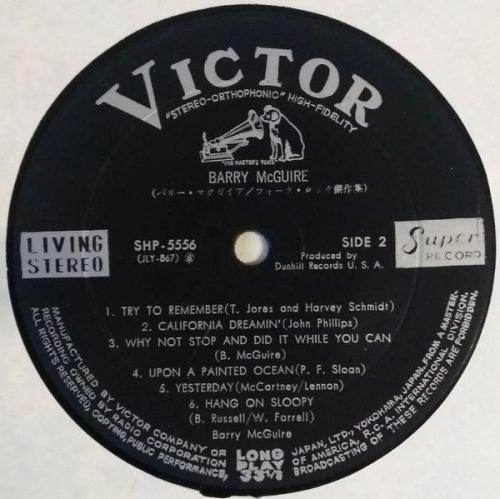 VICTOR
"STEREO-ORTHOPHONIC" HIGH-FIDELITY
"HIS MASTER'S VOICE"
BARRY McGUIRE
(バリー・マクガイア/フォーク・ロック傑作集)
LIVING
STEREO
SHP-5556
(JLY-B67)
SIDE 2
Produced by
Dunhill Records U. S. A.
Super
RECORD
1. TRY TO REMEMBER(T. Jores and Harvey Schmidt)
2. CALIFORNIA DREAMIN'(John Phillips)
3. WHY NOT STOP AND DID IT WHILE YOU CAN
(B. McGuire)
4. UPON A PAINTED OCEAN(P. F. Sloan)
5. YESTERDAY(McCartney/Lennon)
6. HANG ON SLOOPY
(B. Russell/W. Farrell)
Barry McGuire
LONG
PLAY
33⅓
MANUFACTURED BY VICTOR COMPANY OF JAPAN, LTD., YOKOHAMA, JAPAN, FROM A MASTER-
RECORDING OWNED BY RADIO CORPORATION OF AMERICA, R.C.A. INTERNATIONAL DIVISION.
ALL RIGHTS RESERVED COPYING, PUBLIC PERFORMANCE, BROADCASTING OF THESE RECORDS ARE FORBIDDEN.